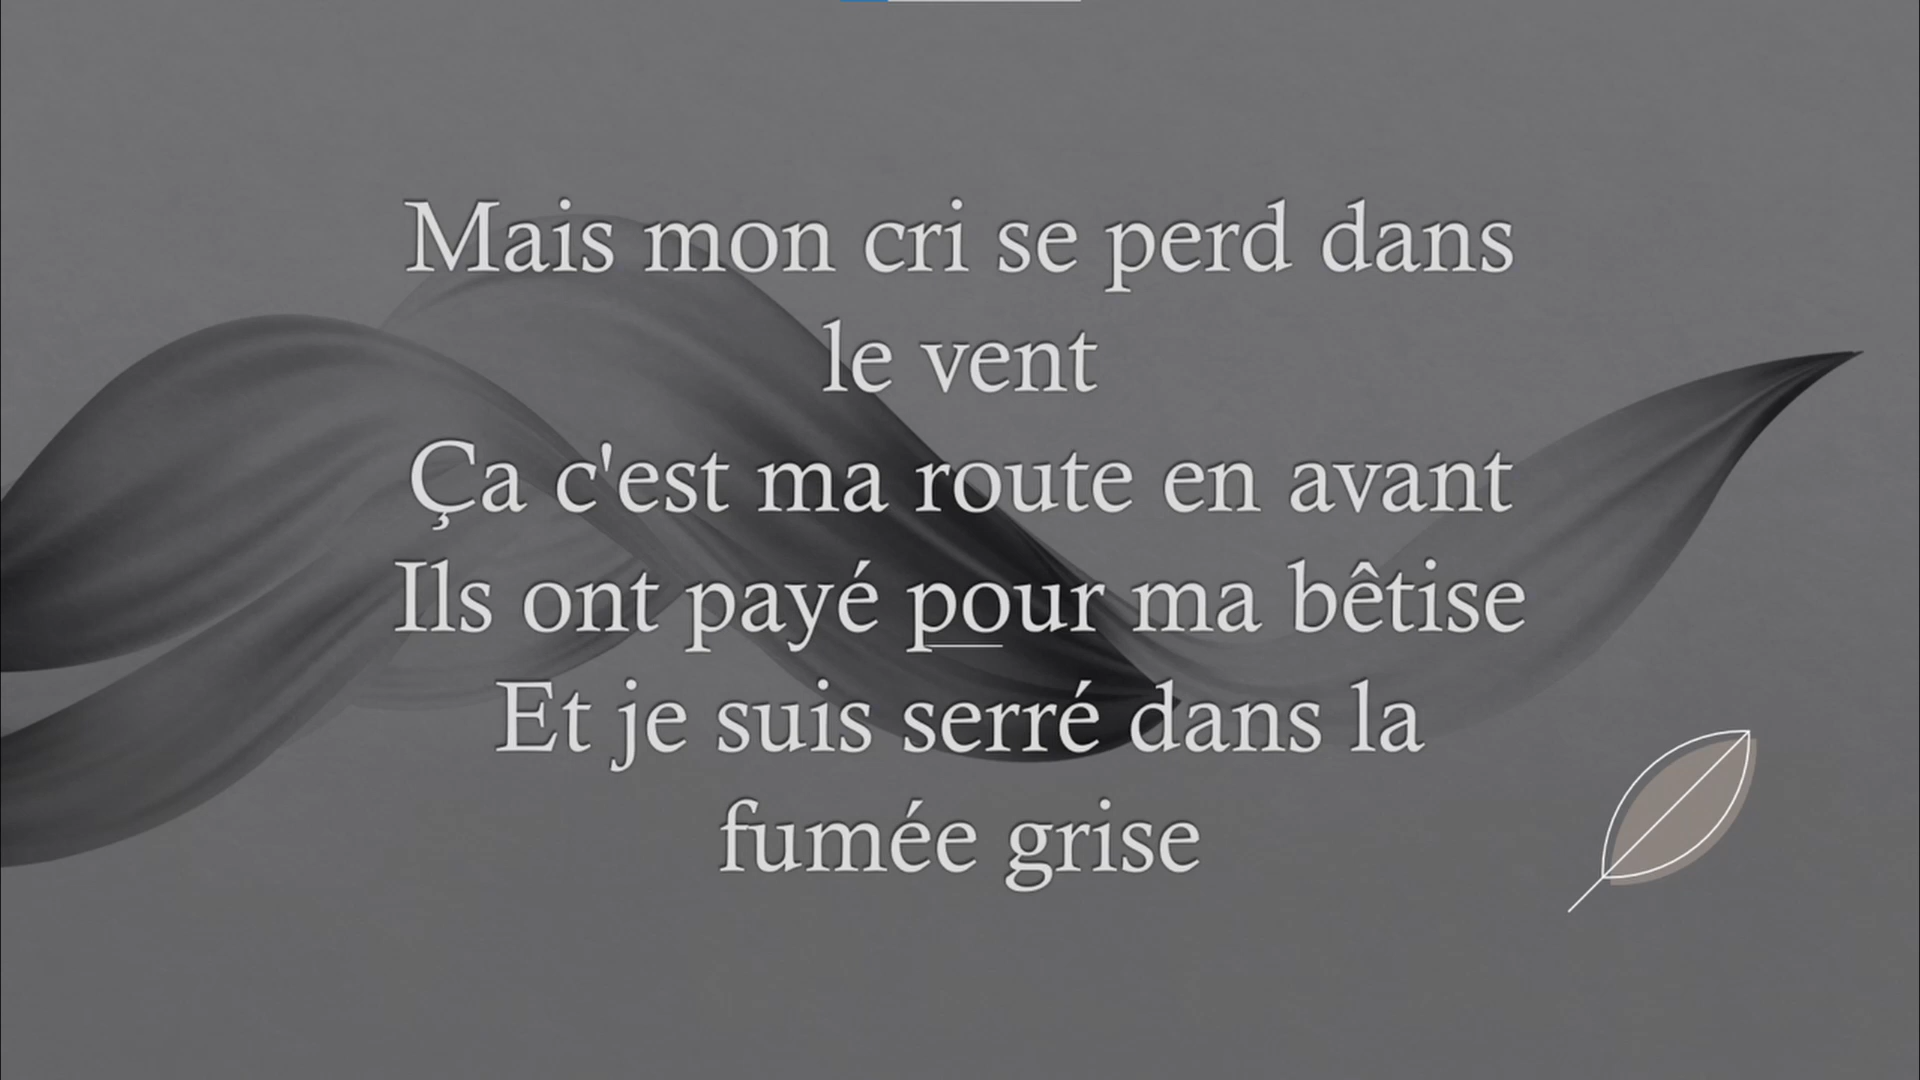 Mais mon cri se perd dans
le vent
Ça c'est ma route en avant
Ils ont payé pour ma bêtise
Et je suis serré dans la
fumée grise